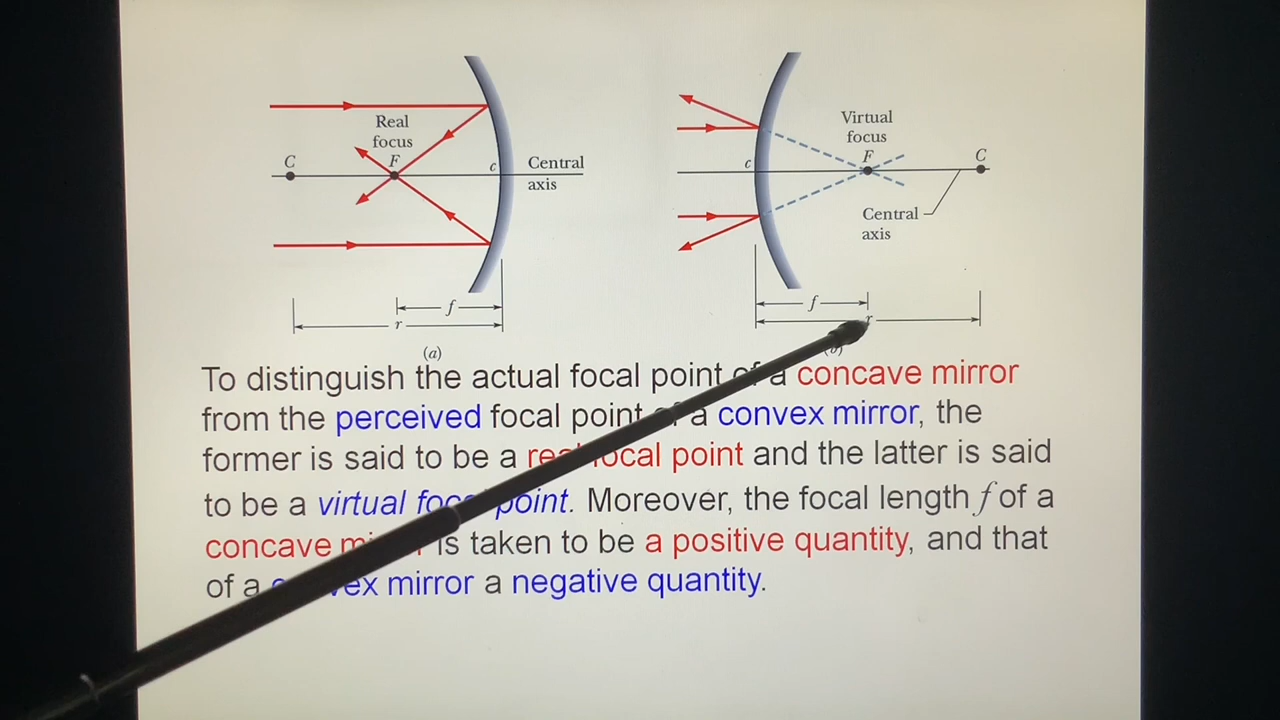 Real
focus
C
F
c
Central
axis
f
r
(a)
Virtual
focus
c
F
C
Central
axis
f
r
To distinguish the actual focal point a concave mirror
from the perceived focal point a convex mirror, the
former is said to be a focal point and the latter is said
to be a virtual point. Moreover, the focal length f of a
concave is taken to be a positive quantity, and that
of a mirror a negative quantity.